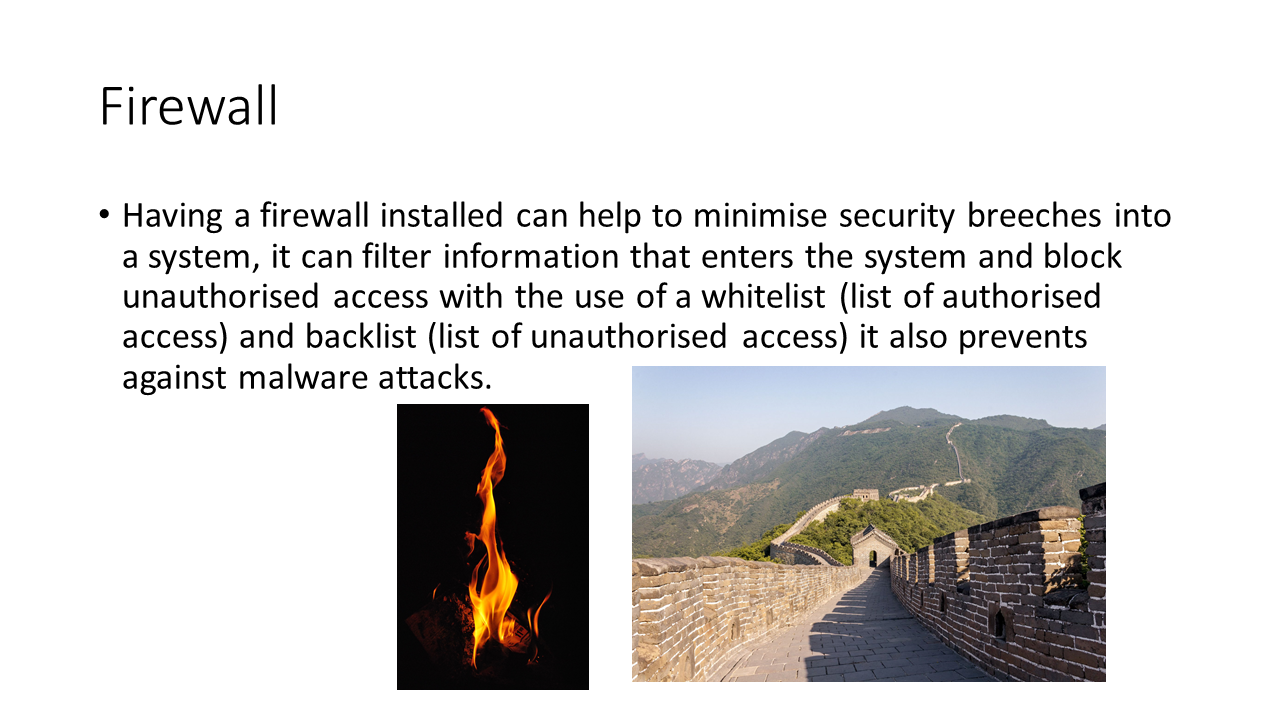 Firewall
• Having a firewall installed can help to minimise security breeches into
a system, it can filter information that enters the system and block
unauthorised access with the use of a whitelist (list of authorised
access) and backlist (list of unauthorised access) it also prevents
against malware attacks.